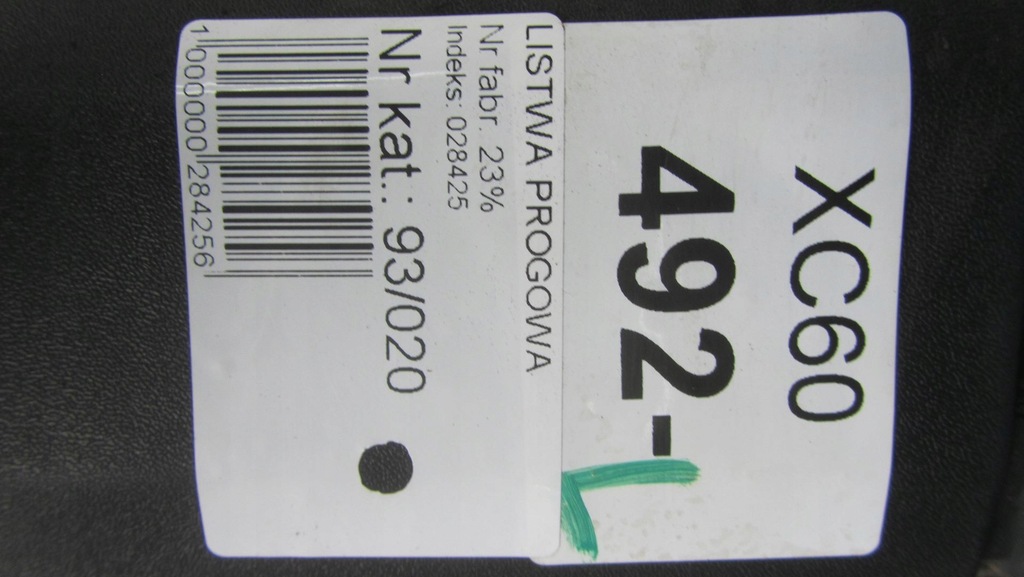 XC60
492-L
LISTWA PROGOWA
Nr fabr. 23%
Indeks: 028425
Nr kat.: 93/020
1000000284256